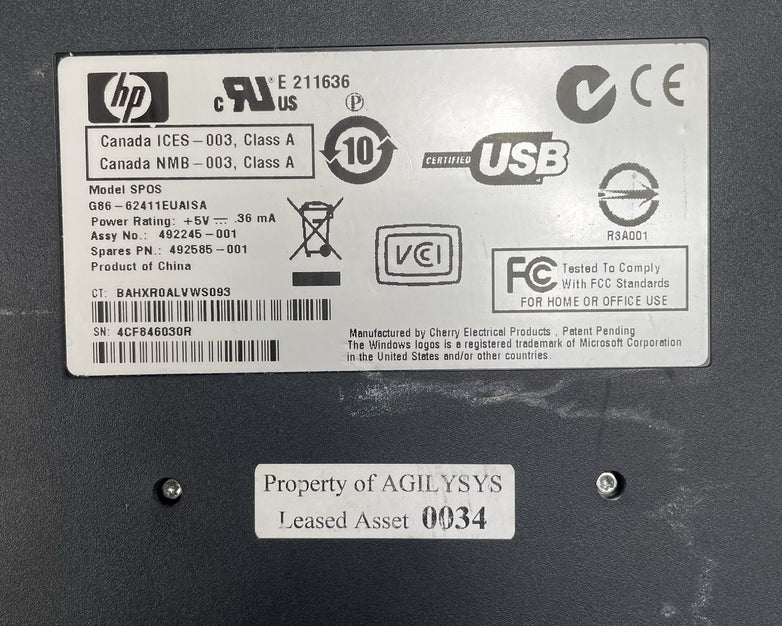 hp
c RU US ® E 211636
P
CE
Canada ICES-003, Class A
Canada NMB-003, Class A
10
CERTIFIED USB
Model SPOS
G86-62411EUAISA
Power Rating: +5V ⎓ .36 mA
Assy No.: 492245-001
Spares PN.: 492585-001
Product of China
VCI
R3A001
FC Tested To Comply
With FCC Standards
FOR HOME OR OFFICE USE
CT: BAHXR0ALVWS093
SN: 4CF846030R
Manufactured by Cherry Electrical Products , Patent Pending
The Windows logos is a registered trademark of Microsoft Corporation
in the United States and/or other countries.
Property of AGILYSYS
Leased Asset 0034